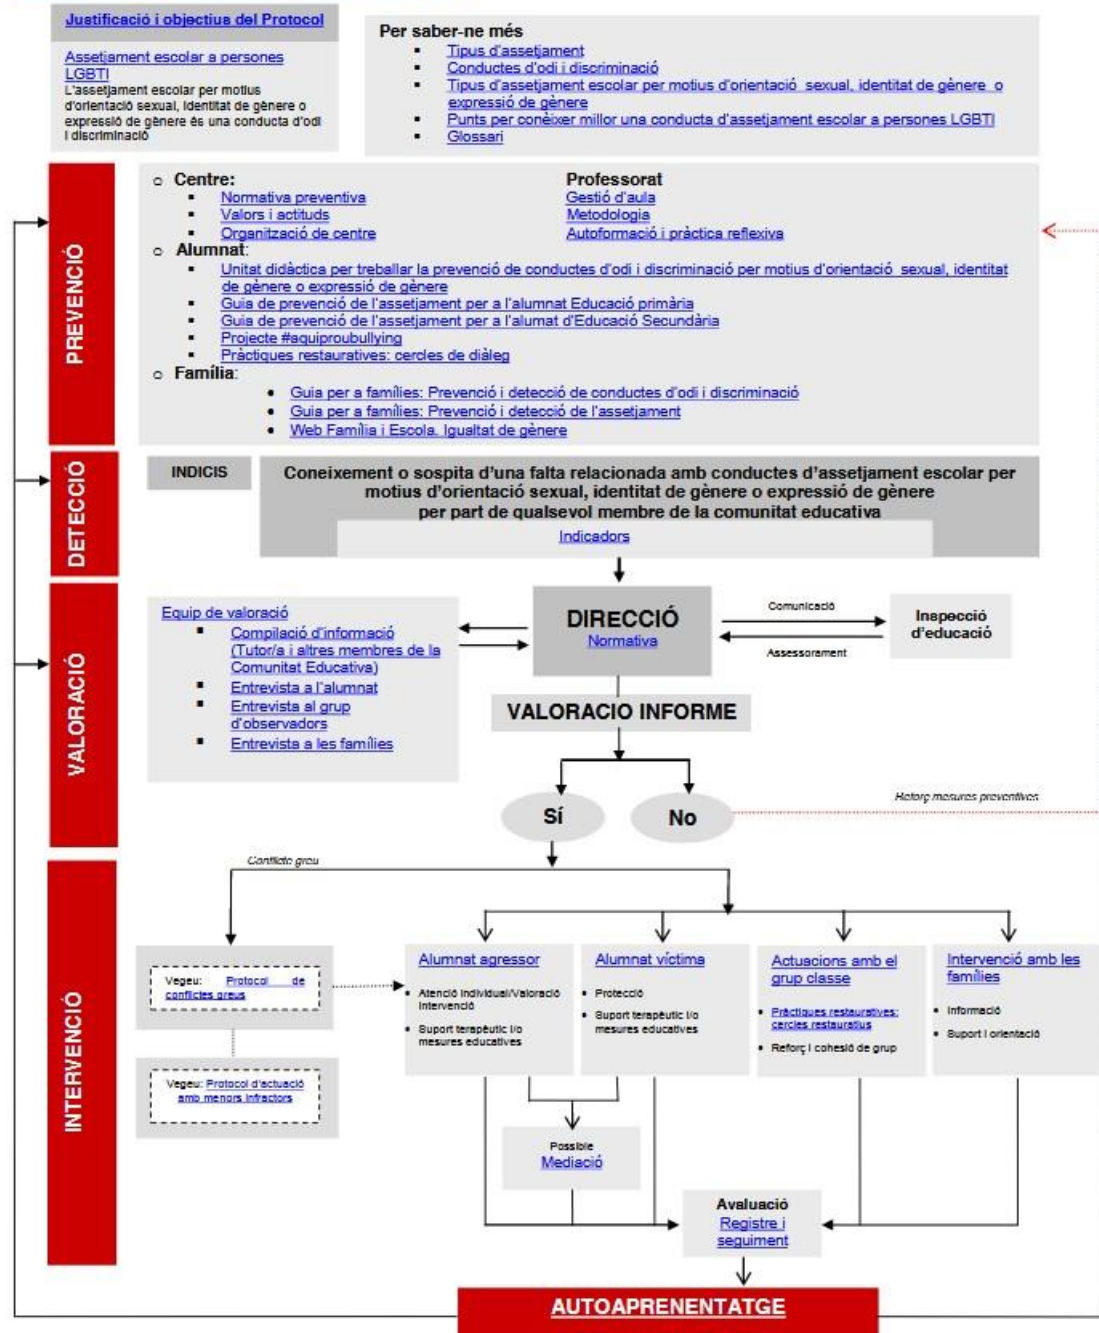 Justificació i objectius del Protocol
Assetjament escolar a persones
LGBTI
L'assetjament escolar per motius
d'orientació sexual, identitat de gènere o
expressió de gènere és una conducta d'odi
i discriminació
Per saber-ne més
Tipus d'assetjament
Conductes d'odi i discriminació
Tipus d'assetjament escolar per motius d'orientació sexual, identitat de gènere o
expressió de gènere
Punts per conèixer millor una conducta d'assetjament escolar a persones LGBTI
Glossari
PREVENCIÓ
Centre:
Normativa preventiva
Valors i actituds
Organització de centre
Professorat
Gestió d'aula
Metodologia
Autoformació i pràctica reflexiva
Alumnat:
Unitat didàctica per treballar la prevenció de conductes d'odi i discriminació per motius d'orientació sexual, identitat
de gènere o expressió de gènere
Guia de prevenció de l'assetjament per a l'alumnat Educació primària
Guia de prevenció de l'assetjament per a l'alumat d'Educació Secundària
Projecte #aquiproubullying
Pràctiques restauratives: cercles de diàleg
Família:
Guia per a famílies: Prevenció i detecció de conductes d'odi i discriminació
Guia per a famílies: Prevenció i detecció de l'assetjament
Web Família i Escola. Igualtat de gènere
DETECCIÓ
INDICIS
Coneixement o sospita d'una falta relacionada amb conductes d'assetjament escolar per
motius d'orientació sexual, identitat de gènere o expressió de gènere
per part de qualsevol membre de la comunitat educativa
Indicadors
VALORACIÓ
Equip de valoració
Compilació d'informació
(Tutor/a i altres membres de la
Comunitat Educativa)
Entrevista a l'alumnat
Entrevista al grup
d'observadors
Entrevista a les famílies
DIRECCIÓ
Normativa
Comunicació
Assessorament
Inspecció
d'educació
VALORACIO INFORME
Sí
No
Reforç mesures preventives
INTERVENCIÓ
Conflicte greu
Vegeu: Protocol de
conflictes greus
Vegeu: Protocol d'actuació
amb menors infractors
Alumnat agressor
Atenció individual/Valoració
Intervenció
Suport terapèutic i/o
mesures educatives
Alumnat víctima
Protecció
Suport terapèutic i/o
mesures educatives
Actuacions amb el
grup classe
Pràctiques restauratives:
cercles restauratius
Reforç i cohesió de grup
Intervenció amb les
famílies
Informació
Suport i orientació
Possible
Mediació
Avaluació
Registre i
seguiment
AUTOAPRENENTATGE